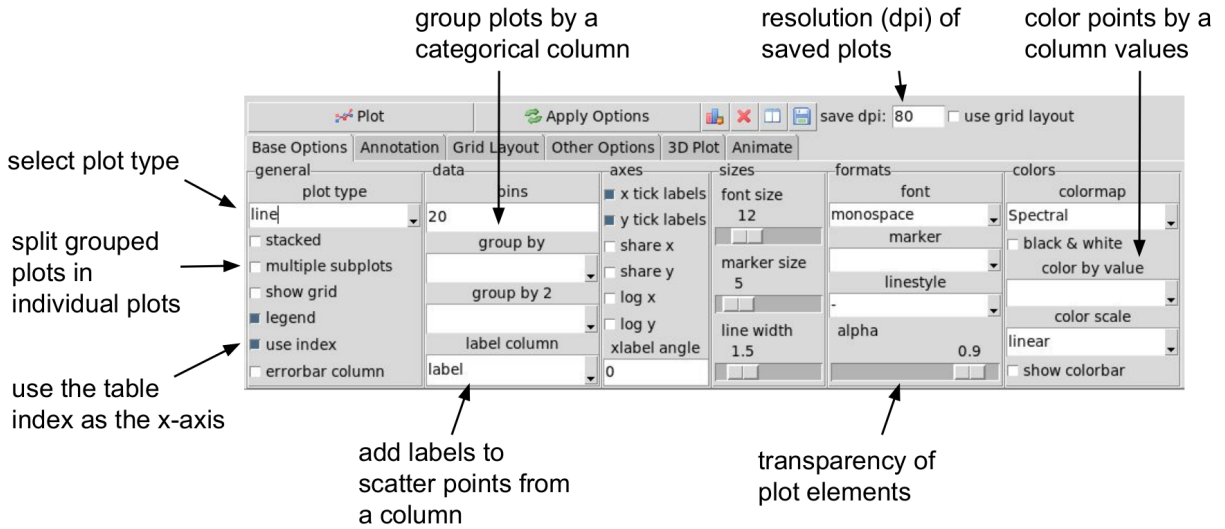 group plots by a
categorical column
resolution (dpi) of
saved plots
color points by a
column values
Plot
Apply Options
save dpi: 80
use grid layout
Base Options
Annotation
Grid Layout
Other Options
3D Plot
Animate
select plot type
split grouped
plots in
individual plots
use the table
index as the x-axis
general
plot type
line
stacked
multiple subplots
show grid
legend
use index
errorbar column
data
bins
20
group by
group by 2
label column
label
axes
x tick labels
y tick labels
share x
share y
log x
log y
xlabel angle
0
sizes
font size
12
marker size
5
line width
1.5
formats
font
monospace
marker
linestyle
-
alpha
0.9
colors
colormap
Spectral
black & white
color by value
color scale
linear
show colorbar
add labels to
scatter points from
a column
transparency of
plot elements